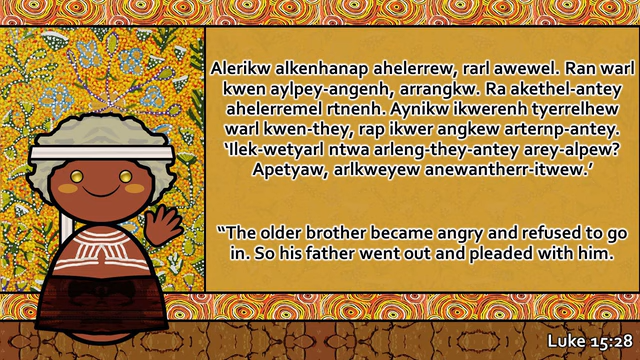 Alerikw alkenhanap ahelerrew, rarl awewel. Ran warl
kwen aylpey-angenh, arrangkw. Ra akethel-antey
ahelerremel rtnenh. Aynikw ikwerenh tyerrelhew
warl kwen-they, rap ikwer angkew arternp-antey.
‘Ilek-wetyarl ntwa arleng-they-antey arey-alpew?
Apetyaw, arlkweyew anewantherr-itwew.’
“The older brother became angry and refused to go
in. So his father went out and pleaded with him.
Luke 15:28